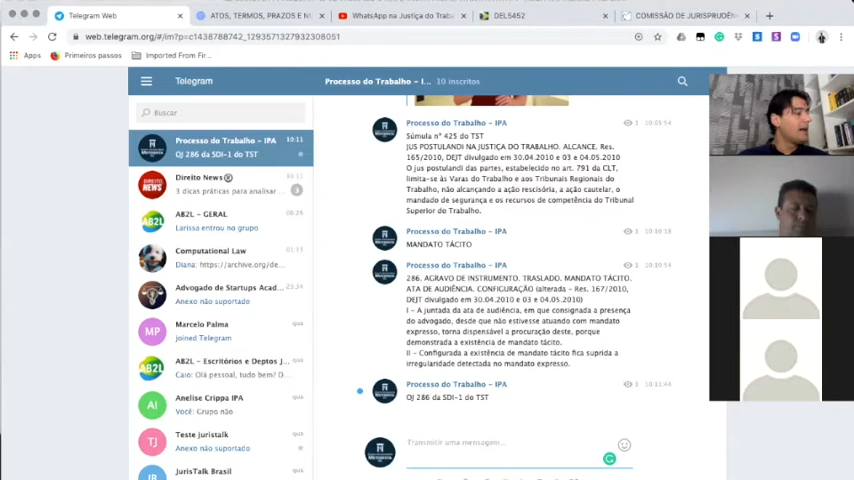 Telegram Web
ATOS, TERMOS, PRAZOS E N
WhatsApp na Justiça do Traba
DEL5452
COMISSÃO DE JURISPRUDÊN
web.telegram.org/#/im?p=c1438788742_1293571327932308051
Apps
Primeiros passos
Imported From Fir...
Telegram
Processo do Trabalho - I...
10 inscritos
Buscar
Processo do Trabalho - IPA
10:11
OJ 286 da SDI-1 do TST
Direito News
3 dicas práticas para analisar ...
3
AB2L - GERAL
Larissa entrou no grupo
Computational Law
Diana: https://archive.org/de...
Advogado de Startups Acad...
23:34
Anexo não suportado
MP
Marcelo Palma
qua
joined Telegram
AB2L - Escritórios e Deptos J...
qua
Caio: Olá pessoal, tudo bem? O...
AI
Anelise Crippa IPA
qua
Você: Grupo não
TJ
Teste juristalk
qua
Anexo não suportado
JB
JurisTalk Brasil
Processo do Trabalho - IPA
1 10:05:54
Súmula nº 425 do TST
JUS POSTULANDI NA JUSTIÇA DO TRABALHO. ALCANCE. Res.
165/2010, DEJT divulgado em 30.04.2010 e 03 e 04.05.2010
O jus postulandi das partes, estabelecido no art. 791 da CLT,
limita-se às Varas do Trabalho e aos Tribunais Regionais do
Trabalho, não alcançando a ação rescisória, a ação cautelar, o
mandado de segurança e os recursos de competência do Tribunal
Superior do Trabalho.
Processo do Trabalho - IPA
1 10:10:18
MANDATO TÁCITO
Processo do Trabalho - IPA
1 10:10:54
286. AGRAVO DE INSTRUMENTO. TRASLADO. MANDATO TÁCITO.
ATA DE AUDIÊNCIA. CONFIGURAÇÃO (alterada - Res. 167/2010,
DEJT divulgado em 30.04.2010 e 03 e 04.05.2010)
I - A juntada da ata de audiência, em que consignada a presença
do advogado, desde que não estivesse atuando com mandato
expresso, torna dispensável a procuração deste, porque
demonstrada a existência de mandato tácito.
II - Configurada a existência de mandato tácito fica suprida a
irregularidade detectada no mandato expresso.
Processo do Trabalho - IPA
1 10:11:44
OJ 286 da SDI-1 do TST
Transmitir uma mensagem...